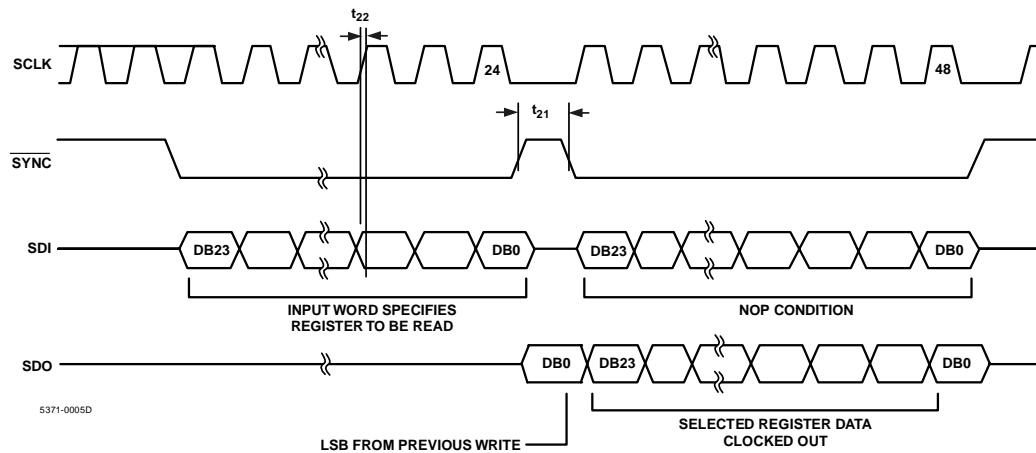 t22
SCLK
24
48
t21
SYNC
SDI
DB23
DB0
DB23
DB0
INPUT WORD SPECIFIES
REGISTER TO BE READ
NOP CONDITION
SDO
DB0
DB23
DB0
5371-0005D
SELECTED REGISTER DATA
CLOCKED OUT
LSB FROM PREVIOUS WRITE